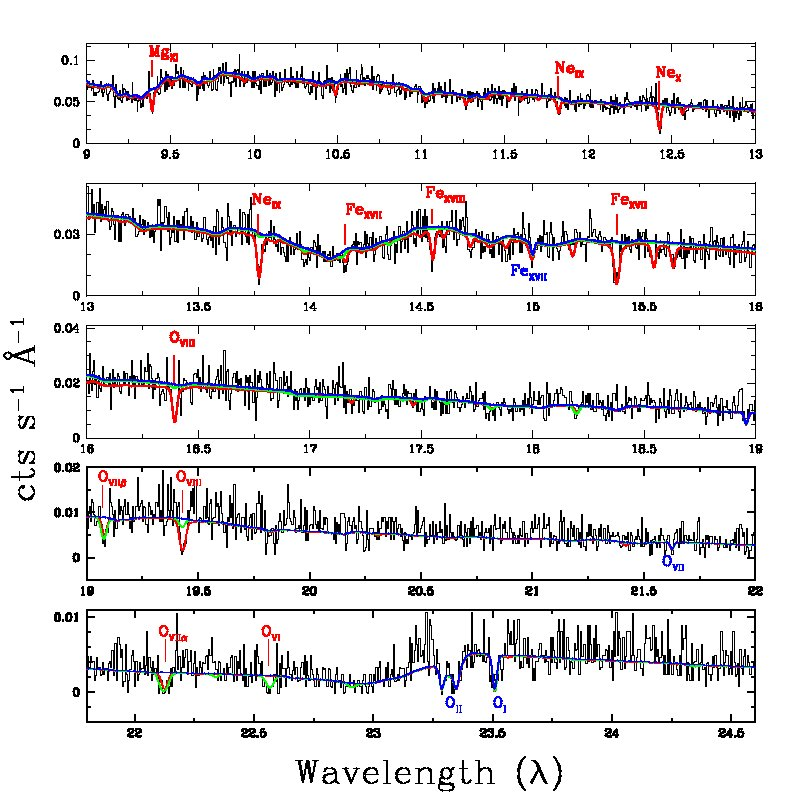 Mg XI
Ne IX
Ne X
0.1
0.05
0
9 9.5 10 10.5 11 11.5 12 12.5 13
Ne IX
Fe XVII
Fe XVIII
Fe XVII
0.03
0
Fe XVII
13 13.5 14 14.5 15 15.5 16
0.04
O VIII
0.02
0
16 16.5 17 17.5 18 18.5 19
0.02
O VIIβ
O VIII
0.01
0
O VII
19 19.5 20 20.5 21 21.5 22
0.01
O VIIα
O VI
0
O II
O I
22 22.5 23 23.5 24 24.5
cts s⁻¹ Å⁻¹
Wavelength (λ)